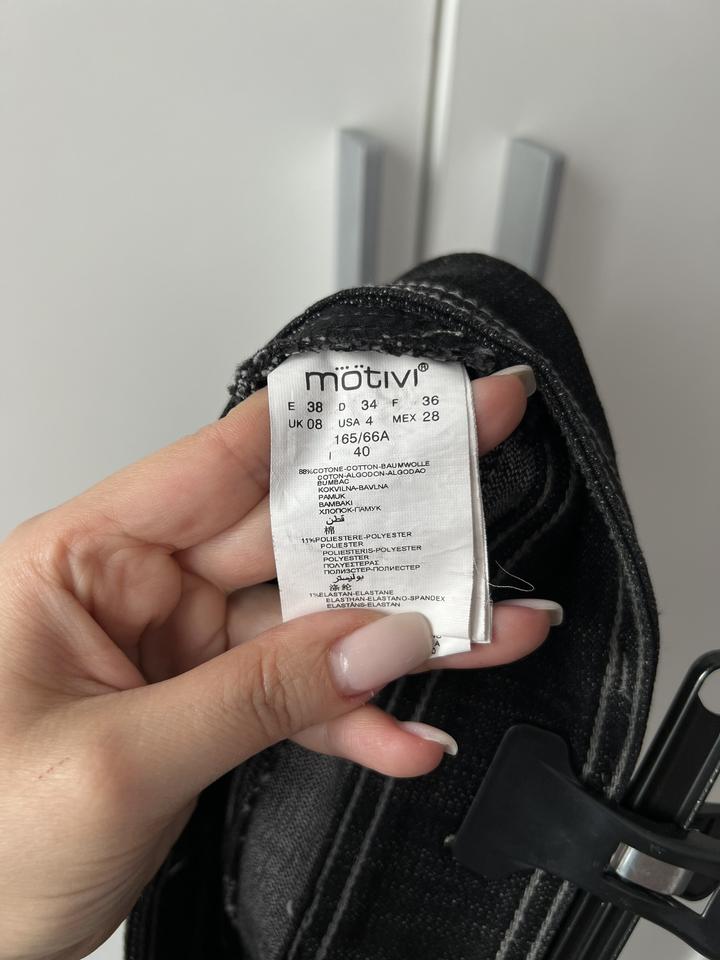 mötivi®
E 38 D 34 F 36
UK 08 USA 4 MEX 28
165/66A
I 40
88%COTONE-COTTON-BAUMWOLLE
COTON-ALGODON-ALGODAO
BUMBAC
KOKVILNA-BAVLNA
PAMUK
BAMBAKI
ХЛОПОК-ПАМУК
قطن
棉
11%POLIESTERE-POLYESTER
POLIESTER
POLIESTERIS-POLYESTER
POLYESTER
ΠΟΛΥΕΣΤΕΡΑΣ
ПОЛИЭСТЕР-ПОЛИЕСТЕР
بوليستر
涤纶
1%ELASTAN-ELASTANE
ELASTHAN-ELASTANO-SPANDEX
ELASTĀNS-ELASTAN